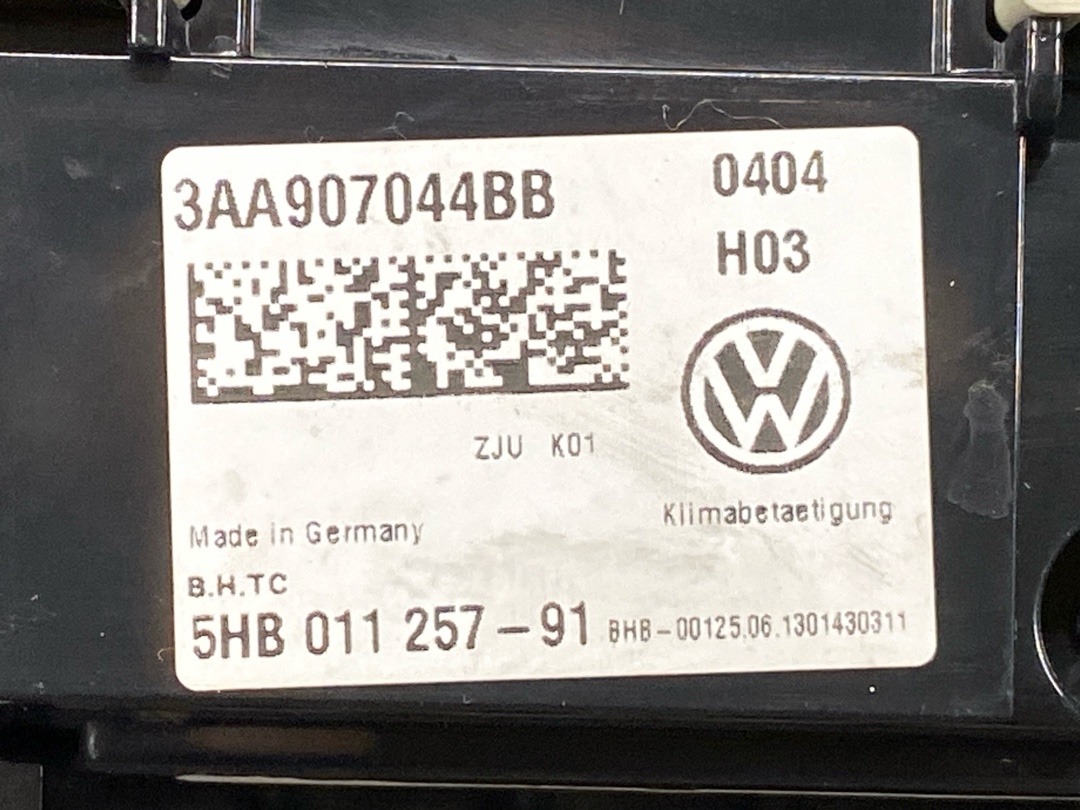 3AA907044BB
0404
H03
ZJU K01
Klimabetaetigung
Made in Germany
B.H.TC
5HB 011 257-91 BHB-00125.06.1301430311